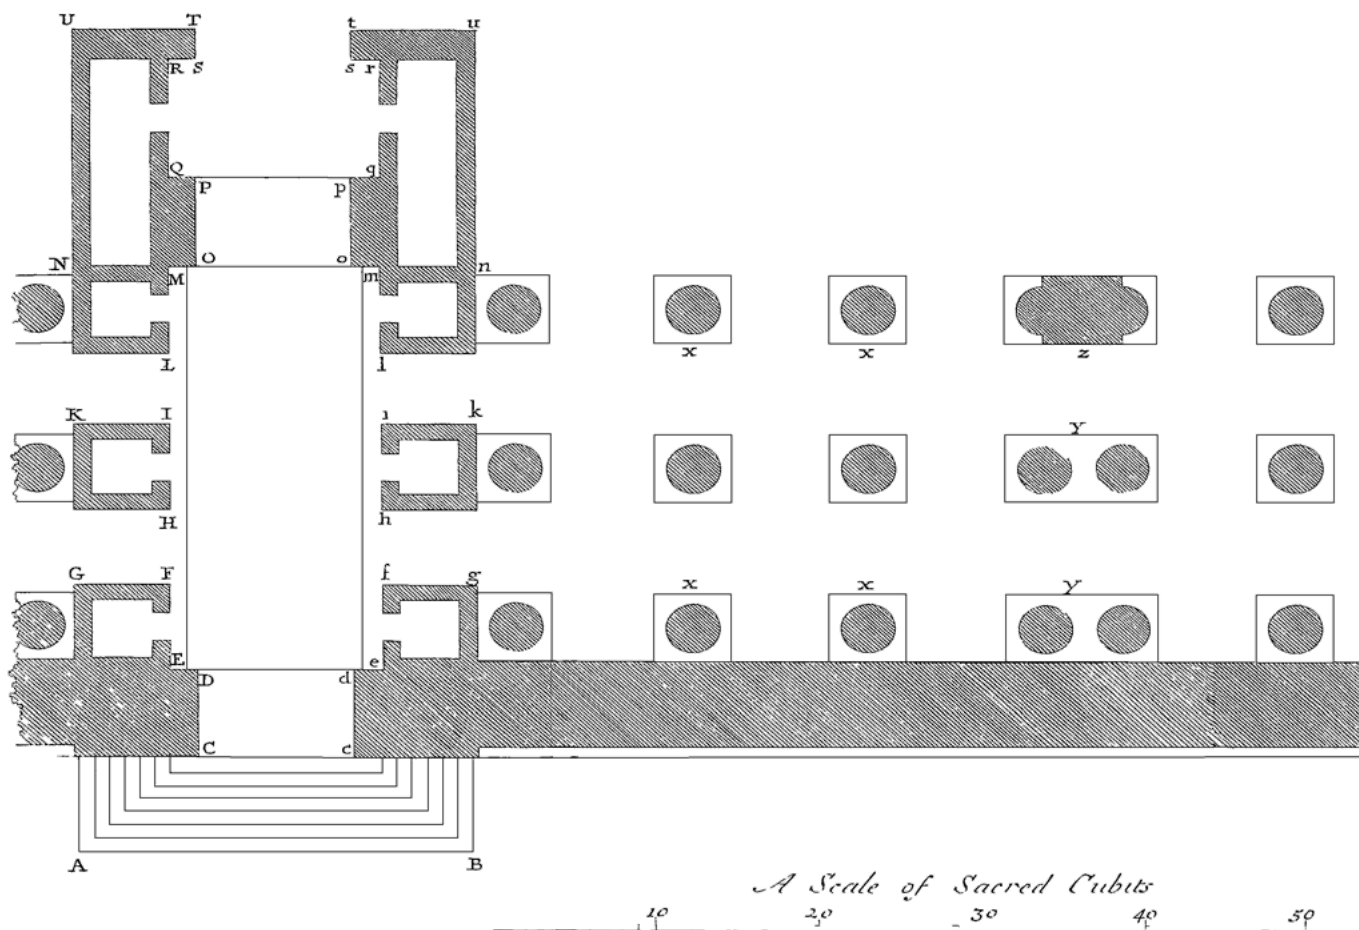 U T t u
R S s r
Q q
P p
N O o n
M m
x x z
L l
K I ı k
Y
H h
G F f g
x x y
E e
D d
C c
A B
A Scale of Sacred Cubits
10 20 30 40 50